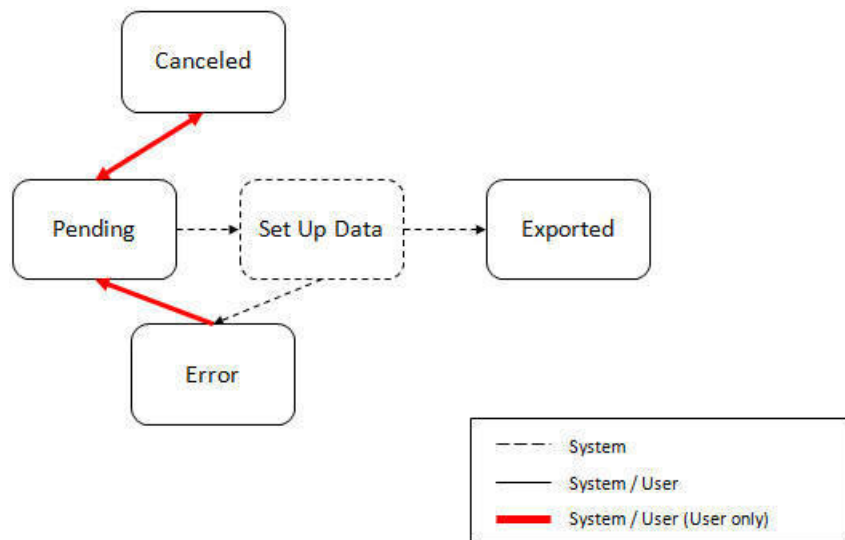 Canceled
Pending
Set Up Data
Exported
Error
System
System / User
System / User (User only)